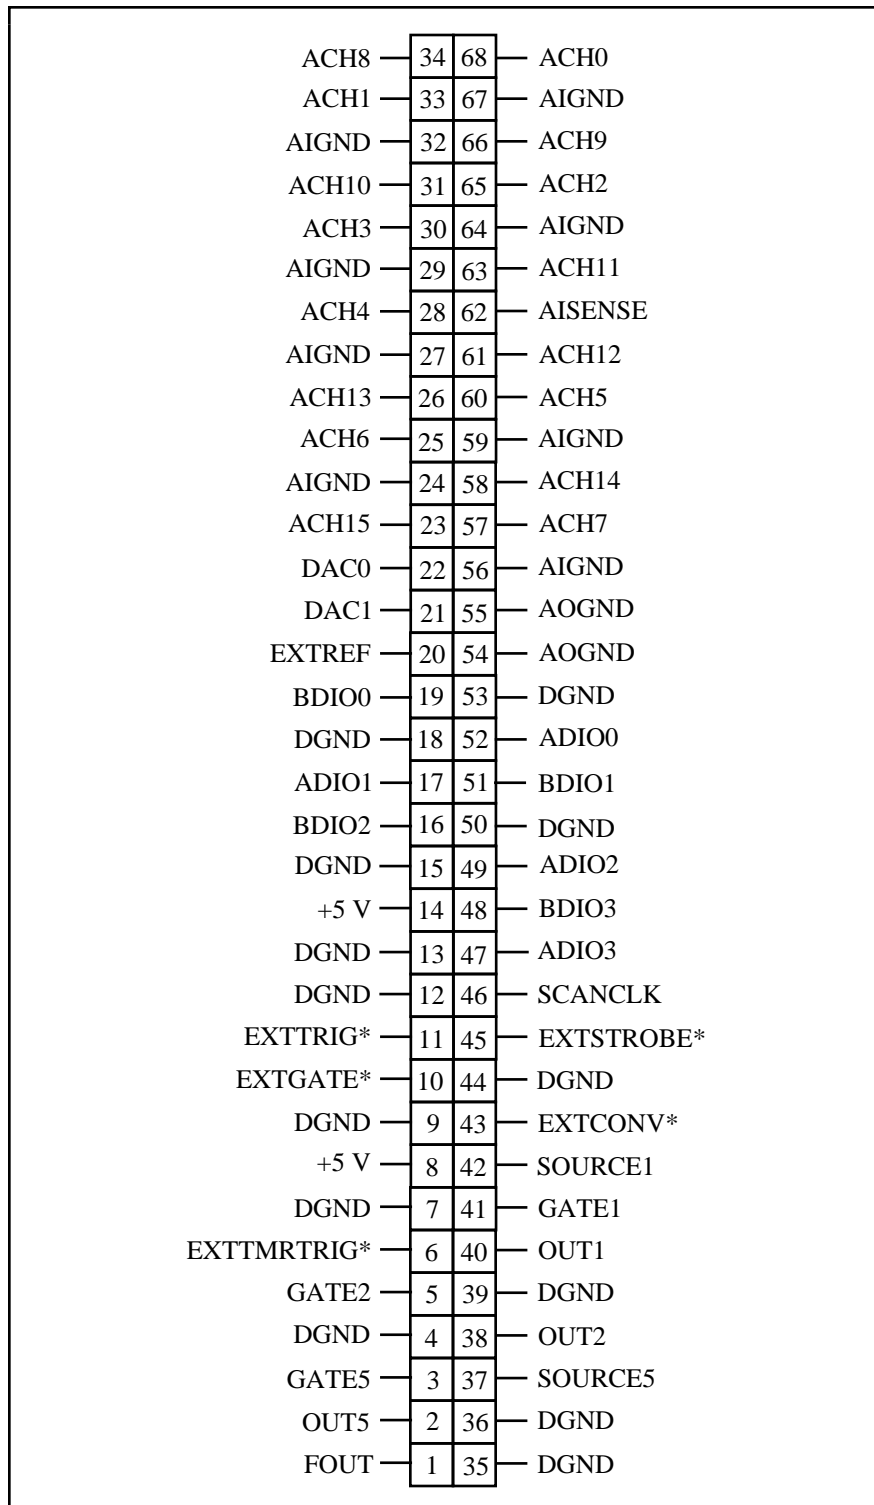 ACH8 34 68 ACH0
ACH1 33 67 AIGND
AIGND 32 66 ACH9
ACH10 31 65 ACH2
ACH3 30 64 AIGND
AIGND 29 63 ACH11
ACH4 28 62 AISENSE
AIGND 27 61 ACH12
ACH13 26 60 ACH5
ACH6 25 59 AIGND
AIGND 24 58 ACH14
ACH15 23 57 ACH7
DAC0 22 56 AIGND
DAC1 21 55 AOGND
EXTREF 20 54 AOGND
BDIO0 19 53 DGND
DGND 18 52 ADIO0
ADIO1 17 51 BDIO1
BDIO2 16 50 DGND
DGND 15 49 ADIO2
+5 V 14 48 BDIO3
DGND 13 47 ADIO3
DGND 12 46 SCANCLK
EXTTRIG* 11 45 EXTSTROBE*
EXTGATE* 10 44 DGND
DGND 9 43 EXTCONV*
+5 V 8 42 SOURCE1
DGND 7 41 GATE1
EXTTMRTRIG* 6 40 OUT1
GATE2 5 39 DGND
DGND 4 38 OUT2
GATE5 3 37 SOURCE5
OUT5 2 36 DGND
FOUT 1 35 DGND